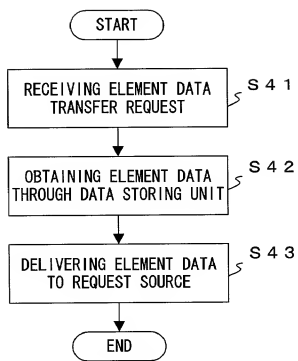 START
RECEIVING ELEMENT DATA
TRANSFER REQUEST
S41
OBTAINING ELEMENT DATA
THROUGH DATA STORING UNIT
S42
DELIVERING ELEMENT DATA
TO REQUEST SOURCE
S43
END